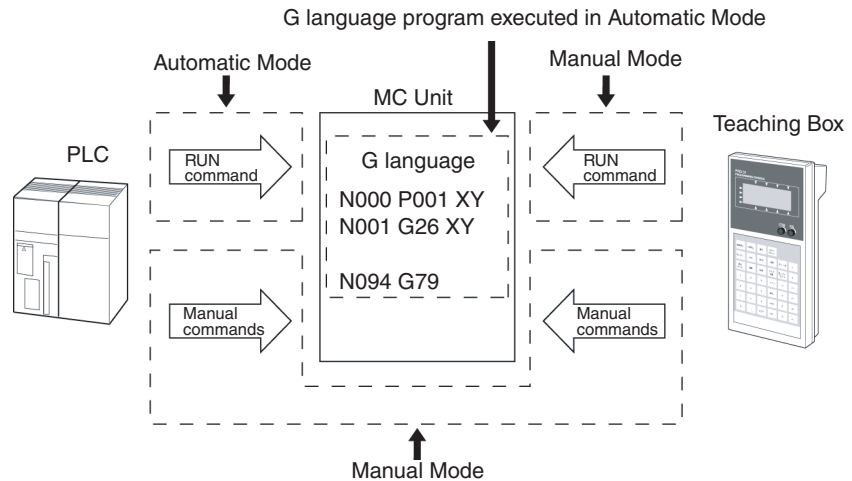 G language program executed in Automatic Mode
Automatic Mode
Manual Mode
MC Unit
Teaching Box
PLC
RUN
command
G language
RUN
command
N000 P001 XY
N001 G26 XY
N094 G79
Manual
commands
Manual
commands
Manual Mode